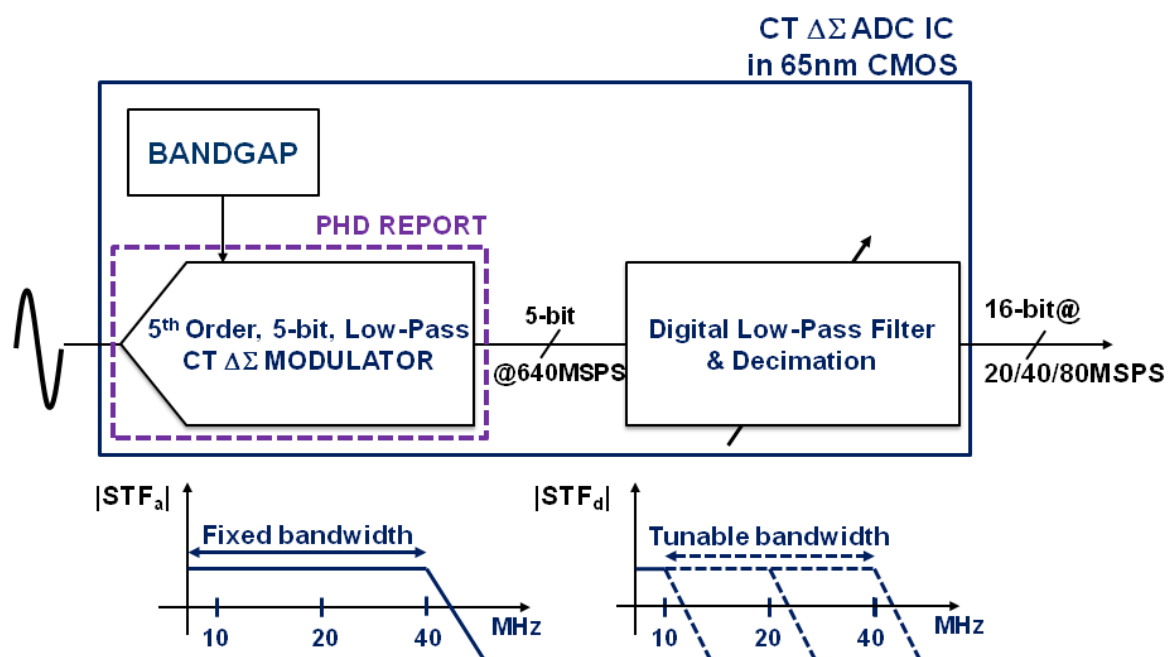 CT ΔΣ ADC IC
in 65nm CMOS
BANDGAP
PHD REPORT
5th Order, 5-bit, Low-Pass
CT ΔΣ MODULATOR
5-bit
@640MSPS
Digital Low-Pass Filter
& Decimation
16-bit@
20/40/80MSPS
|STFa|
Fixed bandwidth
10 20 40 MHz
|STFd|
Tunable bandwidth
10 20 40 MHz